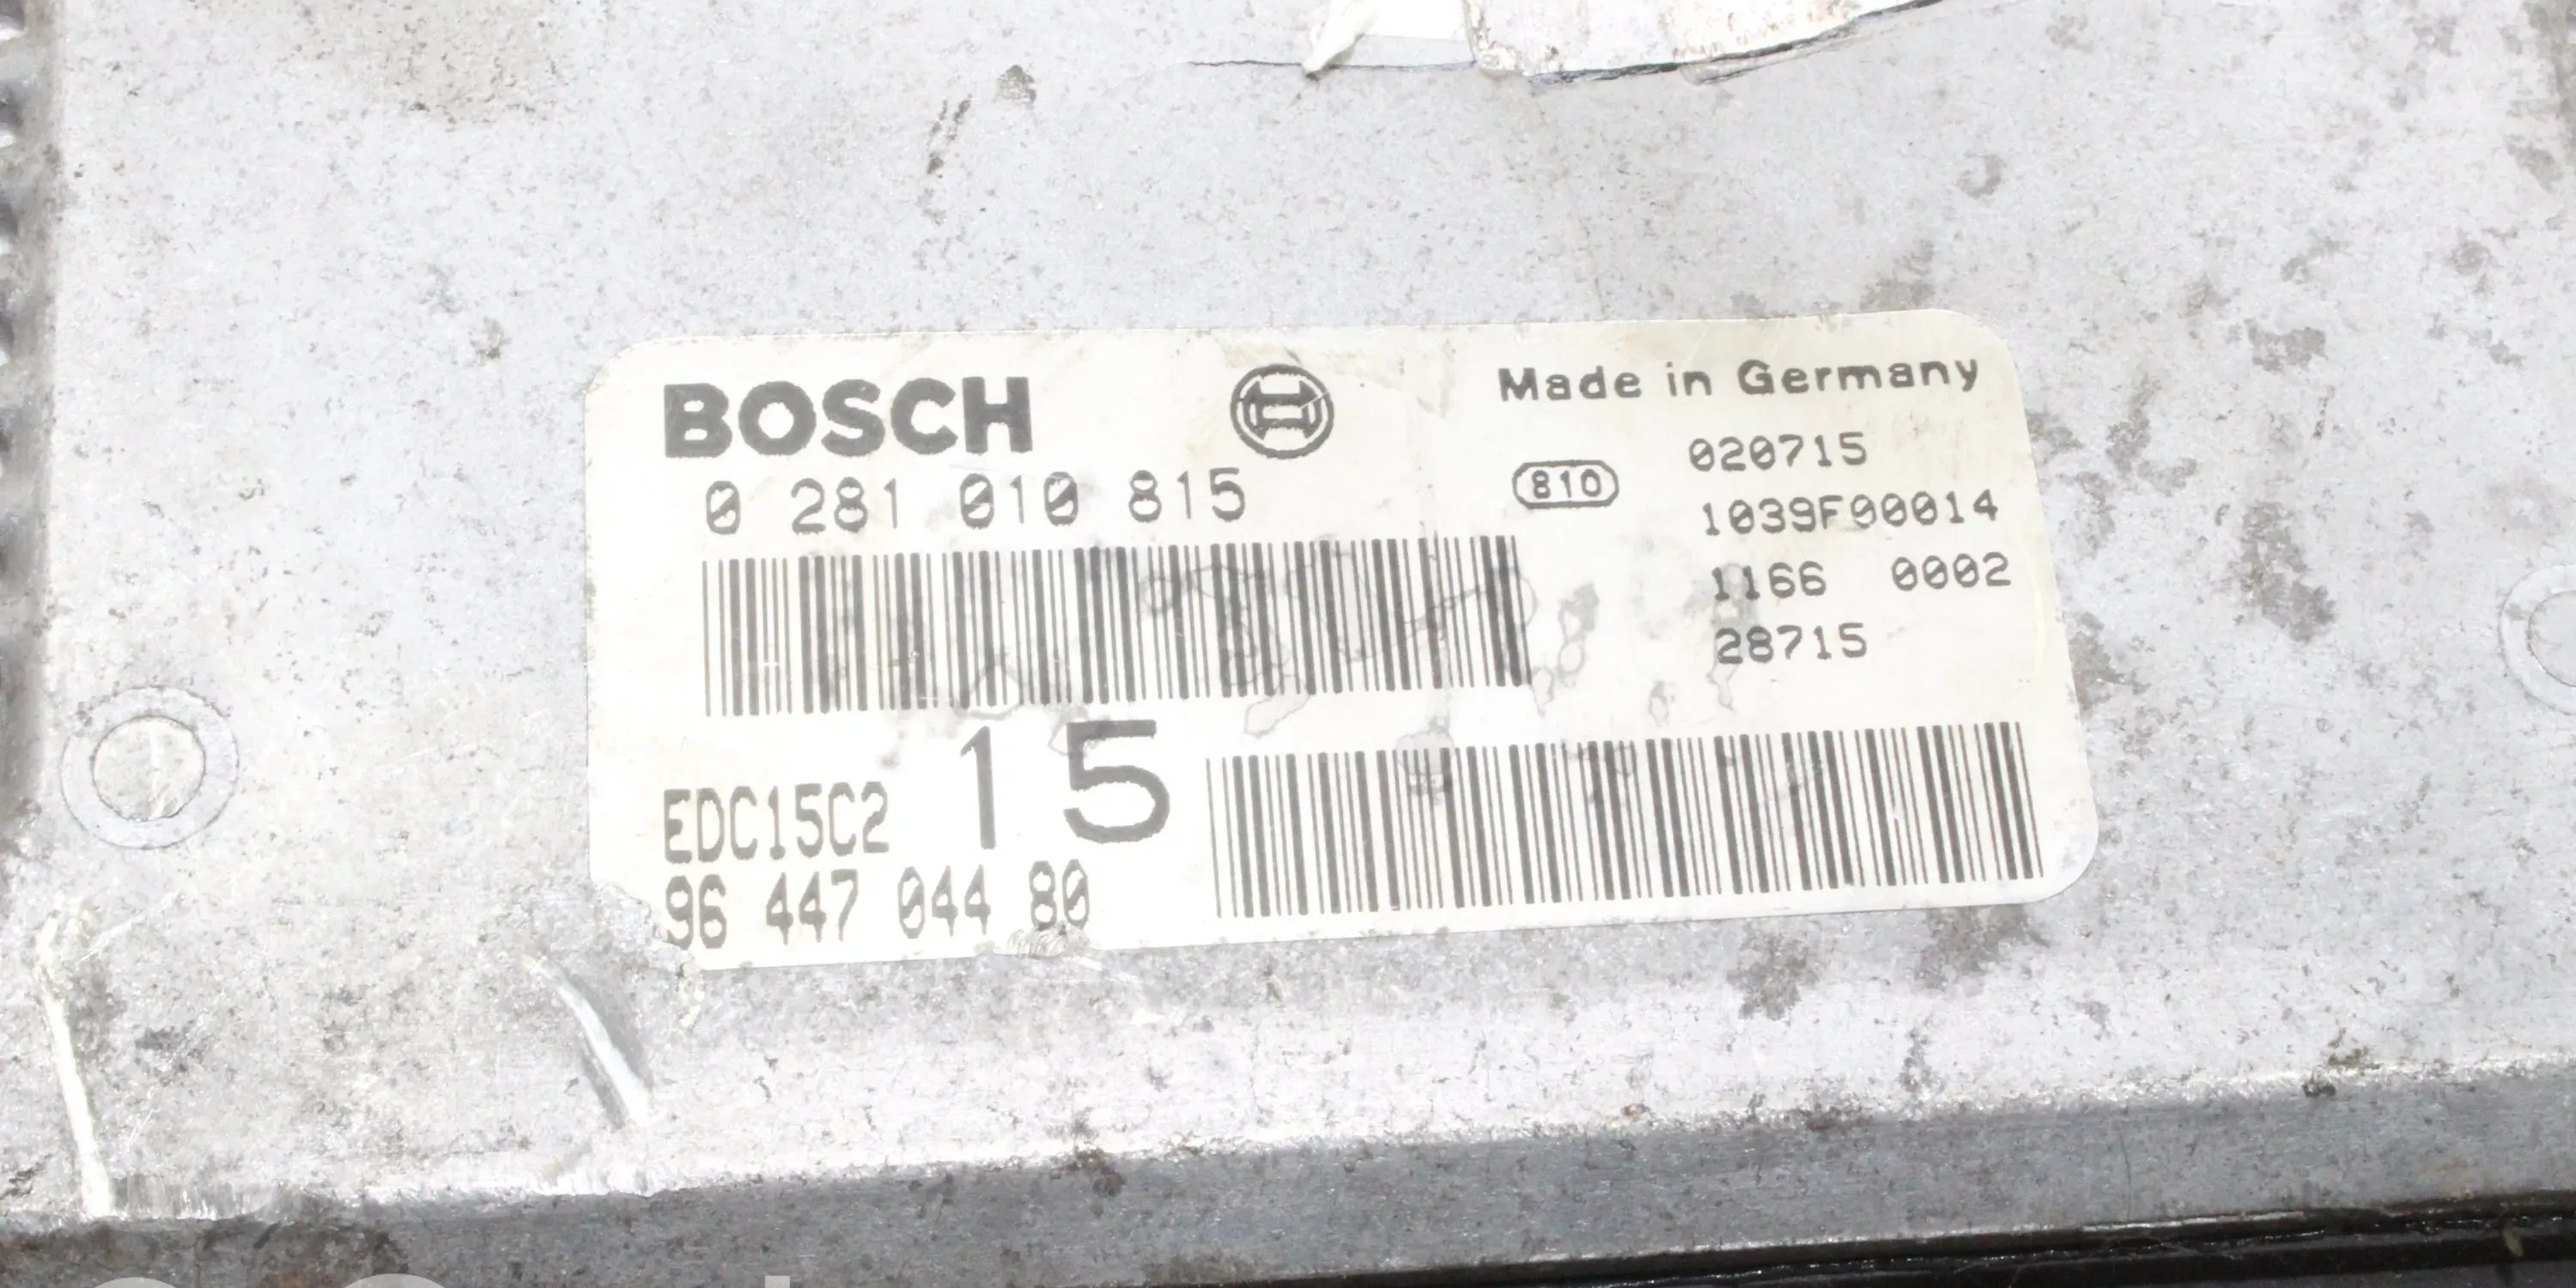 BOSCH
Made in Germany
0 281 010 815
810
020715
1039F00014
1166 0002
28715
EDC15C2
15
96 447 044 80